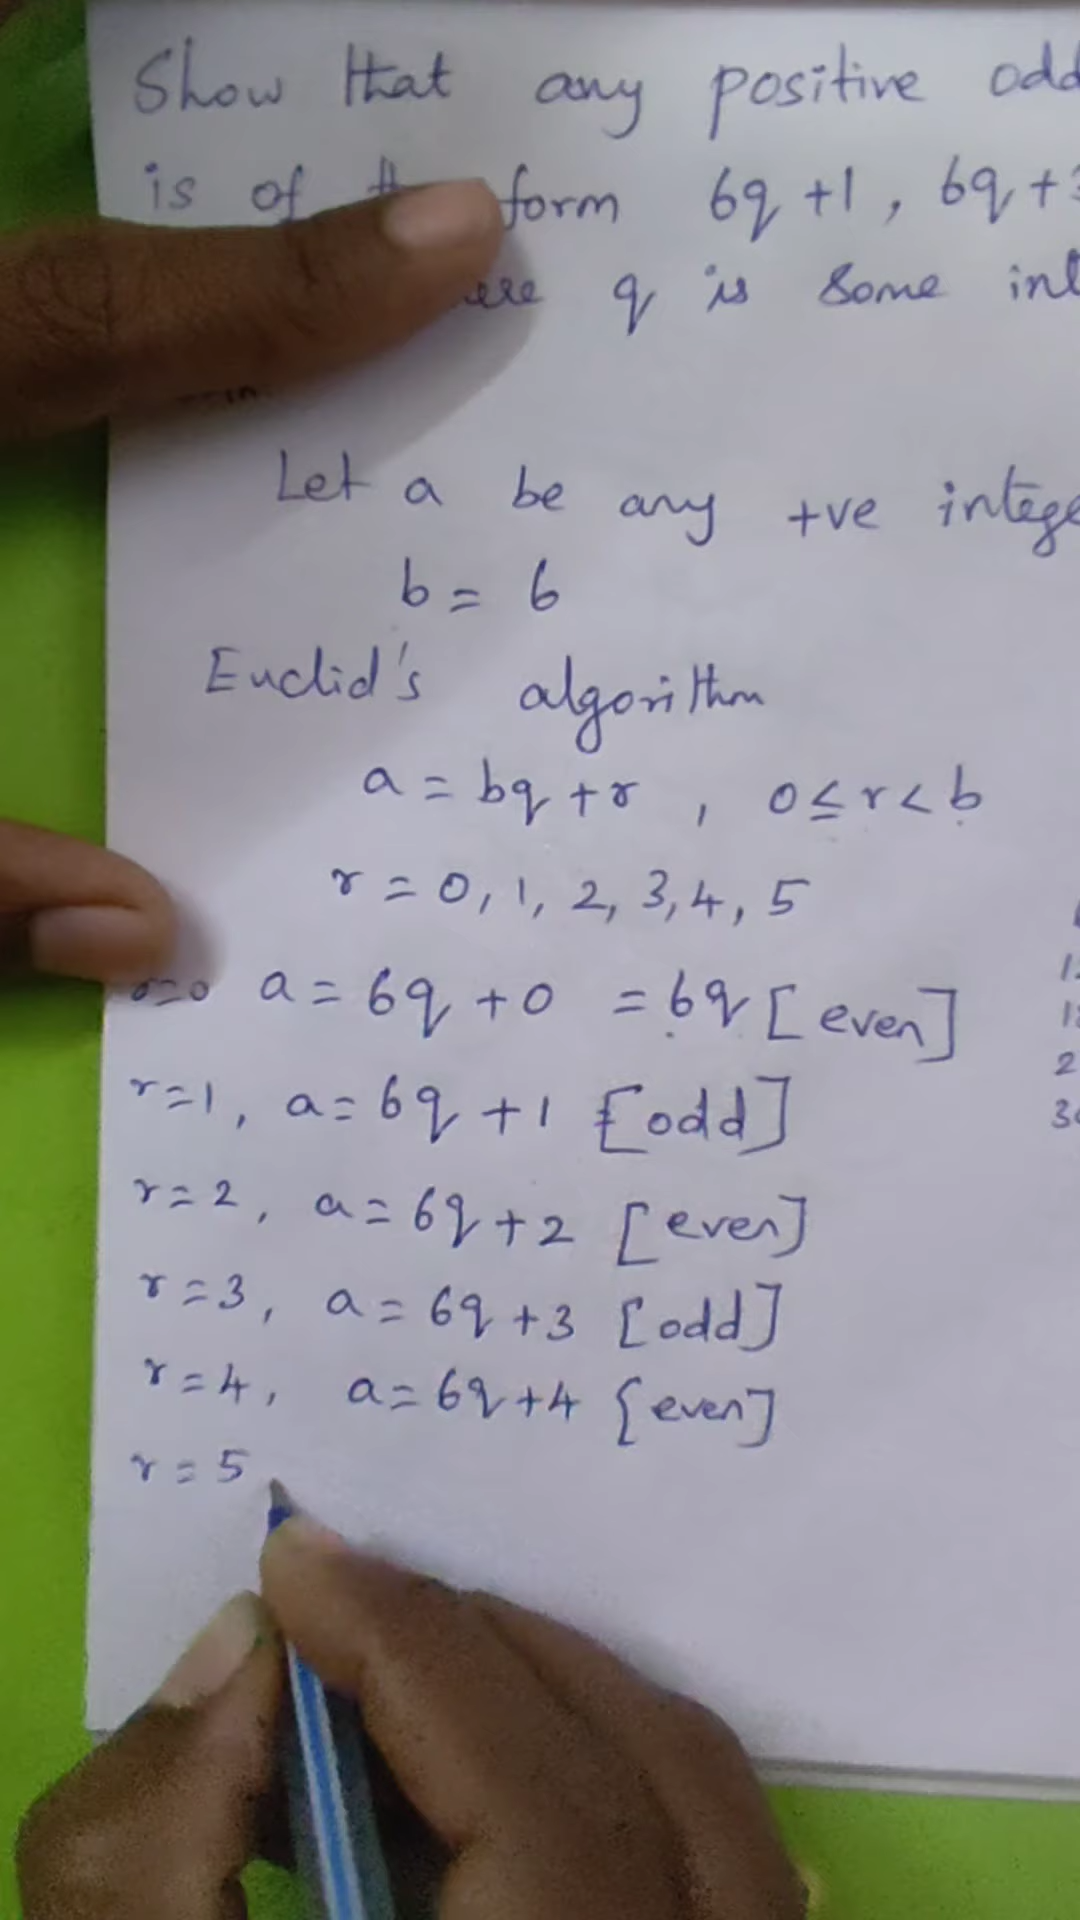 Show that any positive odd
is of form 6q + 1, 6q + 3
q is some int
Let a be any +ve intege
b = 6
Euclid's algorithm
a = bq + r , 0 ≤ r < b
r = 0, 1, 2, 3, 4, 5
r=0 a = 6q + 0 = 6q [even]
r=1, a = 6q + 1 [odd]
r=2, a = 6q + 2 [even]
r=3, a = 6q + 3 [odd]
r=4, a = 6q + 4 {even]
r=5